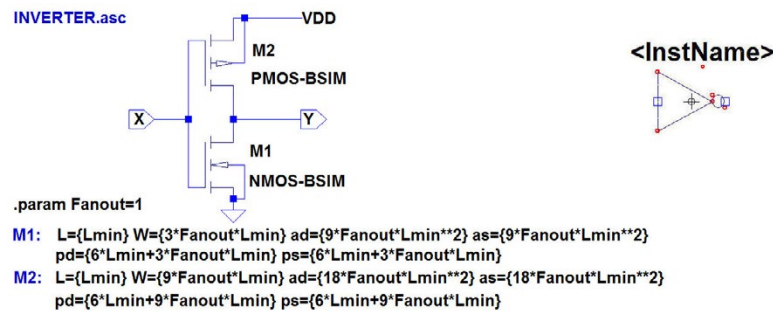 INVERTER.asc
VDD
M2
<InstName>
PMOS-BSIM
X
Y
M1
NMOS-BSIM
.param Fanout=1
M1: L={Lmin} W={3*Fanout*Lmin} ad={9*Fanout*Lmin**2} as={9*Fanout*Lmin**2}
pd={6*Lmin+3*Fanout*Lmin} ps={6*Lmin+3*Fanout*Lmin}
M2: L={Lmin} W={9*Fanout*Lmin} ad={18*Fanout*Lmin**2} as={18*Fanout*Lmin**2}
pd={6*Lmin+9*Fanout*Lmin} ps={6*Lmin+9*Fanout*Lmin}